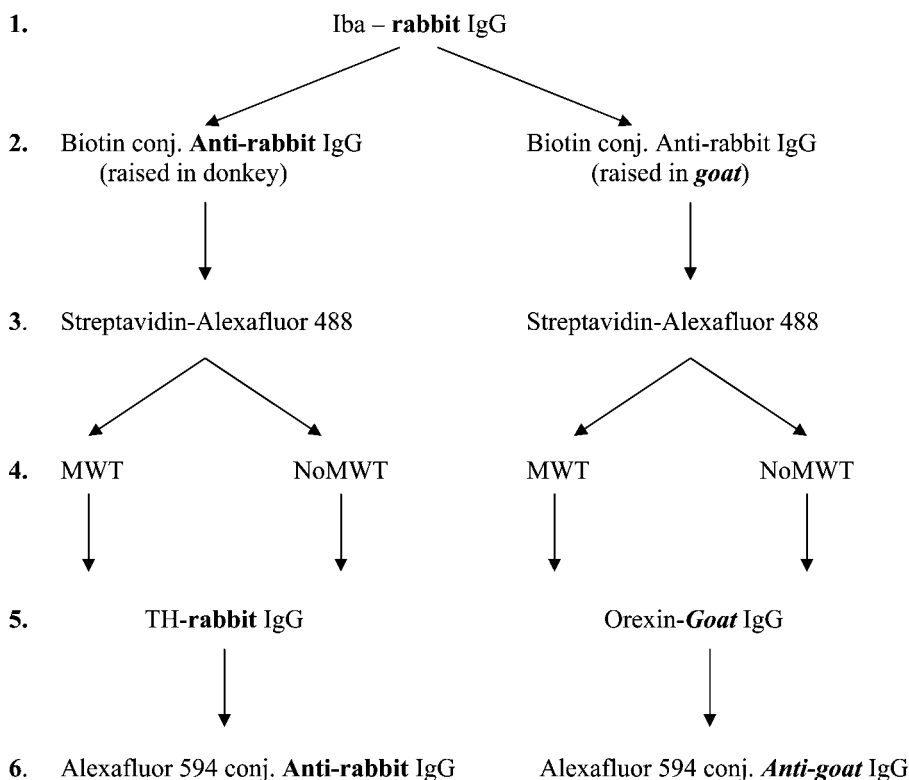 1. Iba – rabbit IgG
2. Biotin conj. Anti-rabbit IgG Biotin conj. Anti-rabbit IgG
(raised in donkey) (raised in goat)
3. Streptavidin-Alexafluor 488 Streptavidin-Alexafluor 488
4. MWT NoMWT MWT NoMWT
5. TH-rabbit IgG Orexin-Goat IgG
6. Alexafluor 594 conj. Anti-rabbit IgG Alexafluor 594 conj. Anti-goat IgG